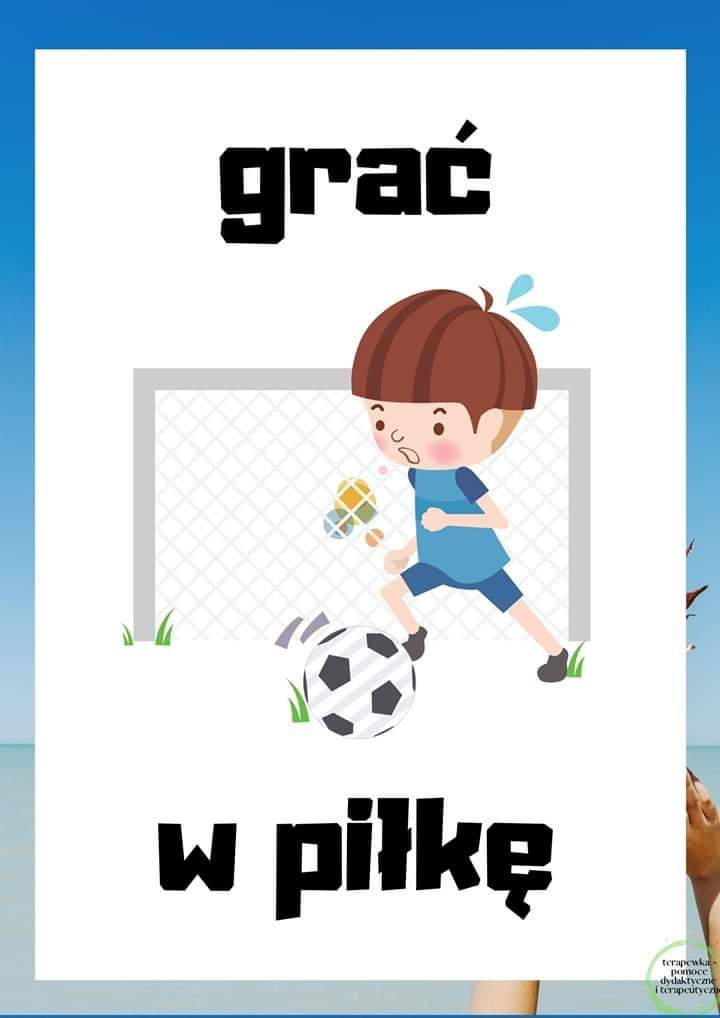 grać
w piłkę
terapewka -
pomoce
dydaktyczne
i terapeutyczne